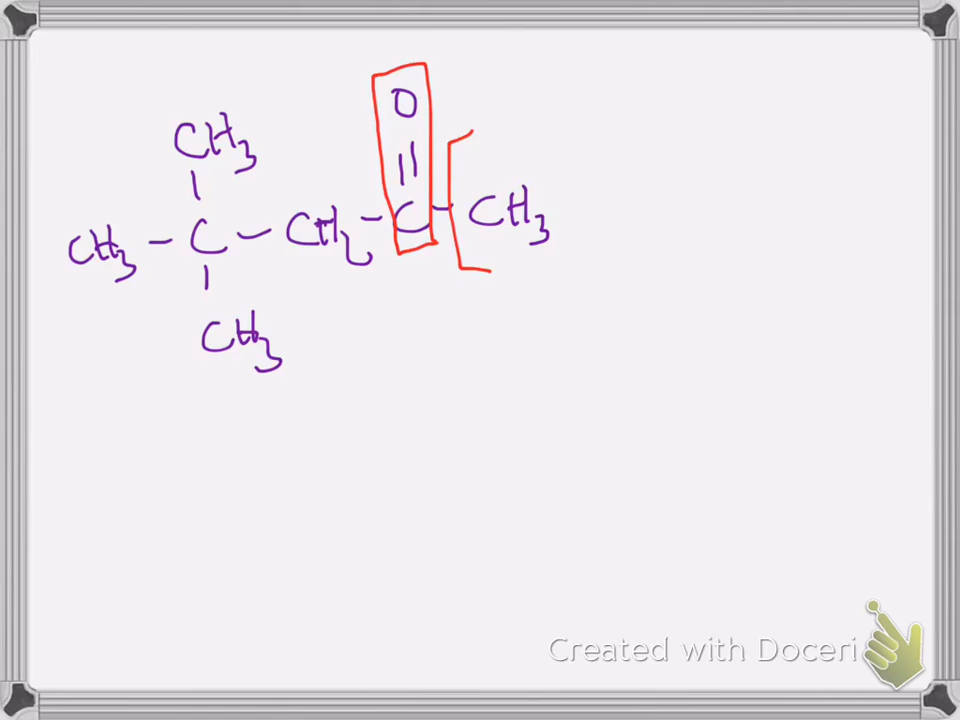 O
CH3 ||
| 
CH3 - C - CH2 - C - CH3
|
CH3
Created with Doceri